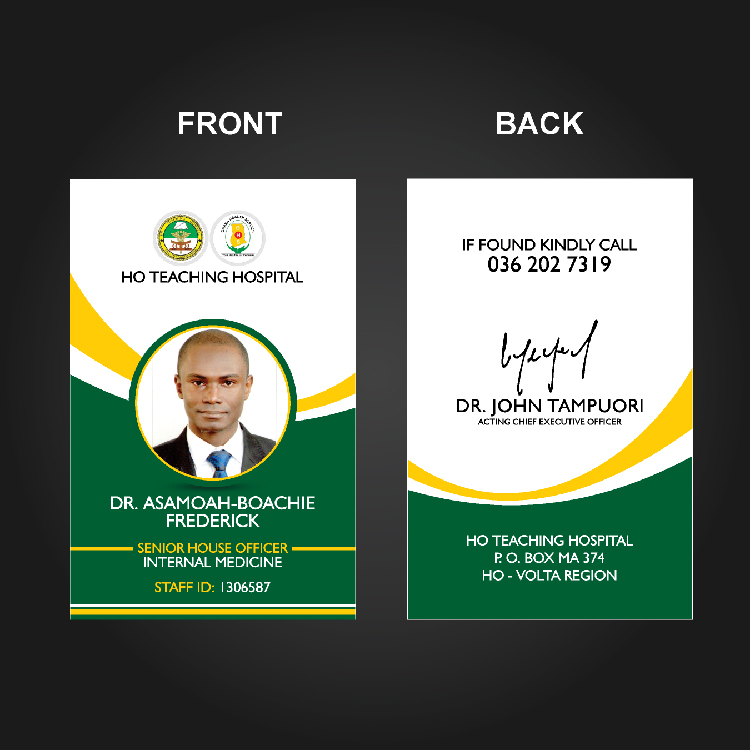 FRONT
HO TEACHING HOSPITAL
DR. ASAMOAH-BOACHIE
FREDERICK
SENIOR HOUSE OFFICER
INTERNAL MEDICINE
STAFF ID: 1306587
BACK
IF FOUND KINDLY CALL
036 202 7319
DR. JOHN TAMPUORI
ACTING CHIEF EXECUTIVE OFFICER
HO TEACHING HOSPITAL
P. O. BOX MA 374
HO - VOLTA REGION